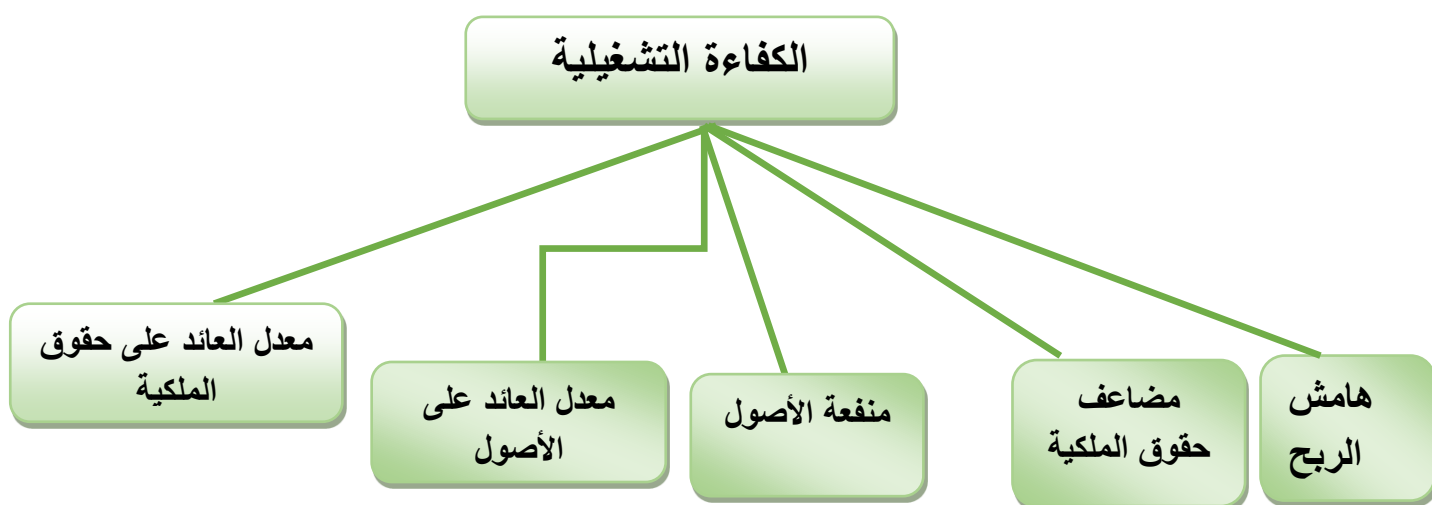 الكفاءة التشغيلية
هامش
الربح
مضاعف
حقوق الملكية
منفعة الأصول
معدل العائد على
الأصول
معدل العائد على حقوق
الملكية